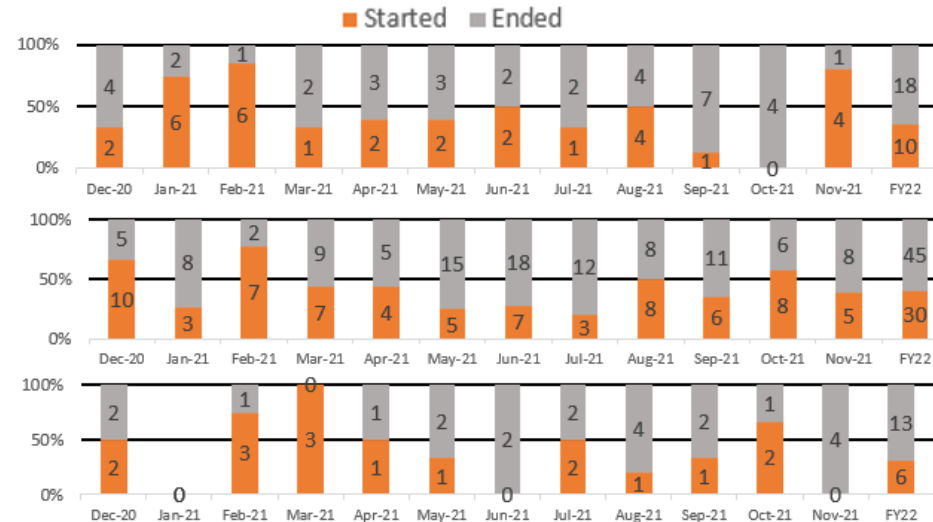 Started Ended
100%
4 2 1 2 3 3 2 2 4 7 4 1 18
50%
2 6 6 1 2 2 2 1 4 1 0 4 10
0%
Dec-20 Jan-21 Feb-21 Mar-21 Apr-21 May-21 Jun-21 Jul-21 Aug-21 Sep-21 Oct-21 Nov-21 FY22
100%
5 8 2 9 5 15 18 12 8 11 6 8 45
50%
10 3 7 7 4 5 7 3 8 6 8 5 30
0%
Dec-20 Jan-21 Feb-21 Mar-21 Apr-21 May-21 Jun-21 Jul-21 Aug-21 Sep-21 Oct-21 Nov-21 FY22
100%
2 1 0 1 2 2 2 4 2 1 4 13
50%
2 0 3 3 1 1 0 2 1 1 2 0 6
0%
Dec-20 Jan-21 Feb-21 Mar-21 Apr-21 May-21 Jun-21 Jul-21 Aug-21 Sep-21 Oct-21 Nov-21 FY22